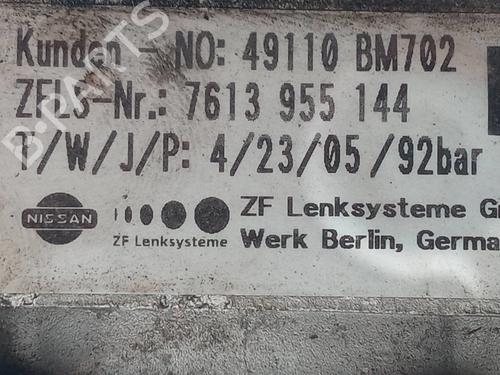 Kunden - NO: 49110 BM702
ZFLS-Nr.: 7613 955 144
T/W/J/P: 4/23/05/92bar
NISSAN
ZF Lenksysteme
ZF Lenksysteme G
Werk Berlin, Germa
B-PARTS